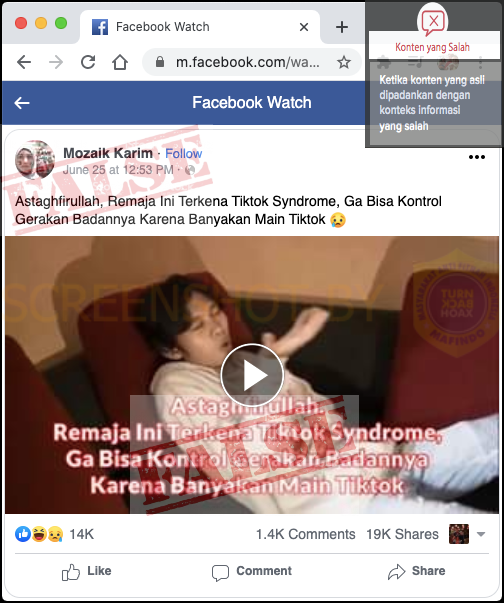 Facebook Watch
m.facebook.com/wa...
Konten yang Salah
Ketika konten yang asli
dipadankan dengan
konteks informasi
yang salah
Facebook Watch
Mozaik Karim · Follow
June 25 at 12:53 PM ·
FALSE
Astaghfirullah, Remaja Ini Terkena Tiktok Syndrome, Ga Bisa Kontrol
Gerakan Badannya Karena Banyakan Main Tiktok
SCREENSHOT BY
TURN
BACK
HOAX
MAFINDO
Astaghfirullah,
Remaja Ini Terkena Tiktok Syndrome,
Ga Bisa Kontrol Gerakan Badannya
Karena Banyakan Main Tiktok
FALSE
14K
1.4K Comments
19K Shares
Like
Comment
Share